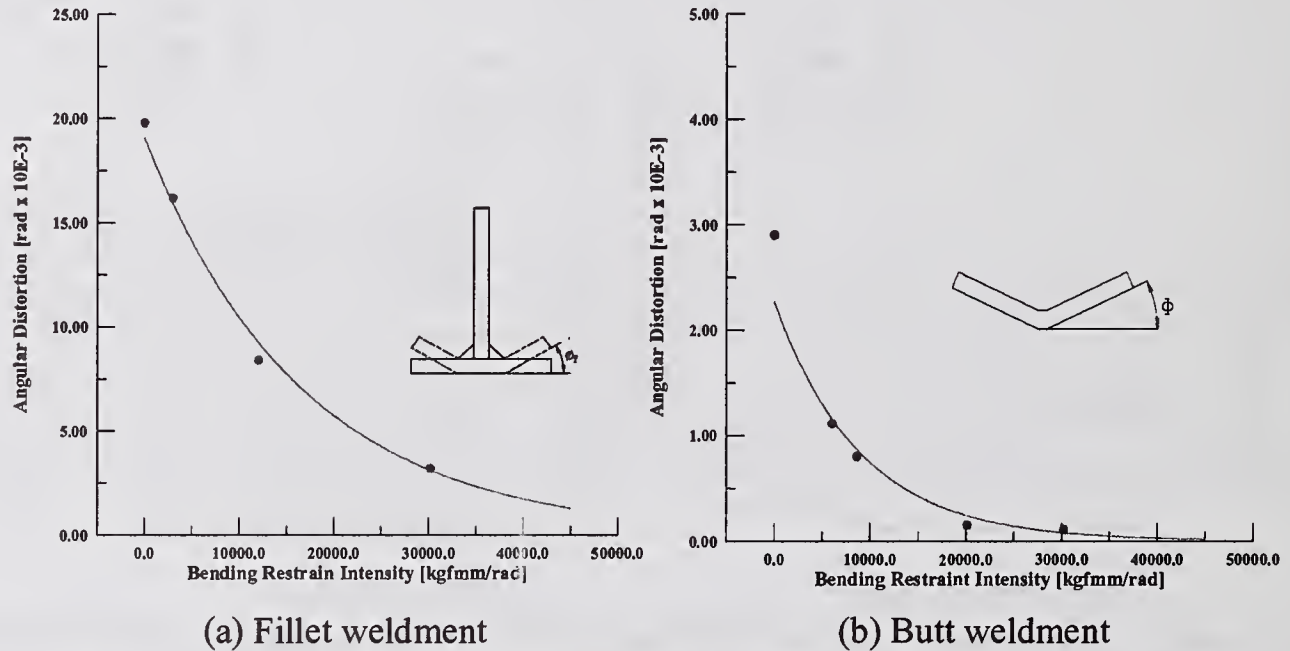 25.00
20.00
15.00
10.00
5.00
0.00
Angular Distortion [rad x 10E-3]
0.0 10000.0 20000.0 30000.0 40000.0 50000.0
Bending Restrain Intensity [kgfmm/rad]
(a) Fillet weldment
5.00
4.00
3.00
2.00
1.00
0.00
Angular Distortion [rad x 10E-3]
Φ
0.0 10000.0 20000.0 30000.0 40000.0 50000.0
Bending Restraint Intensity [kgfmm/rad]
(b) Butt weldment